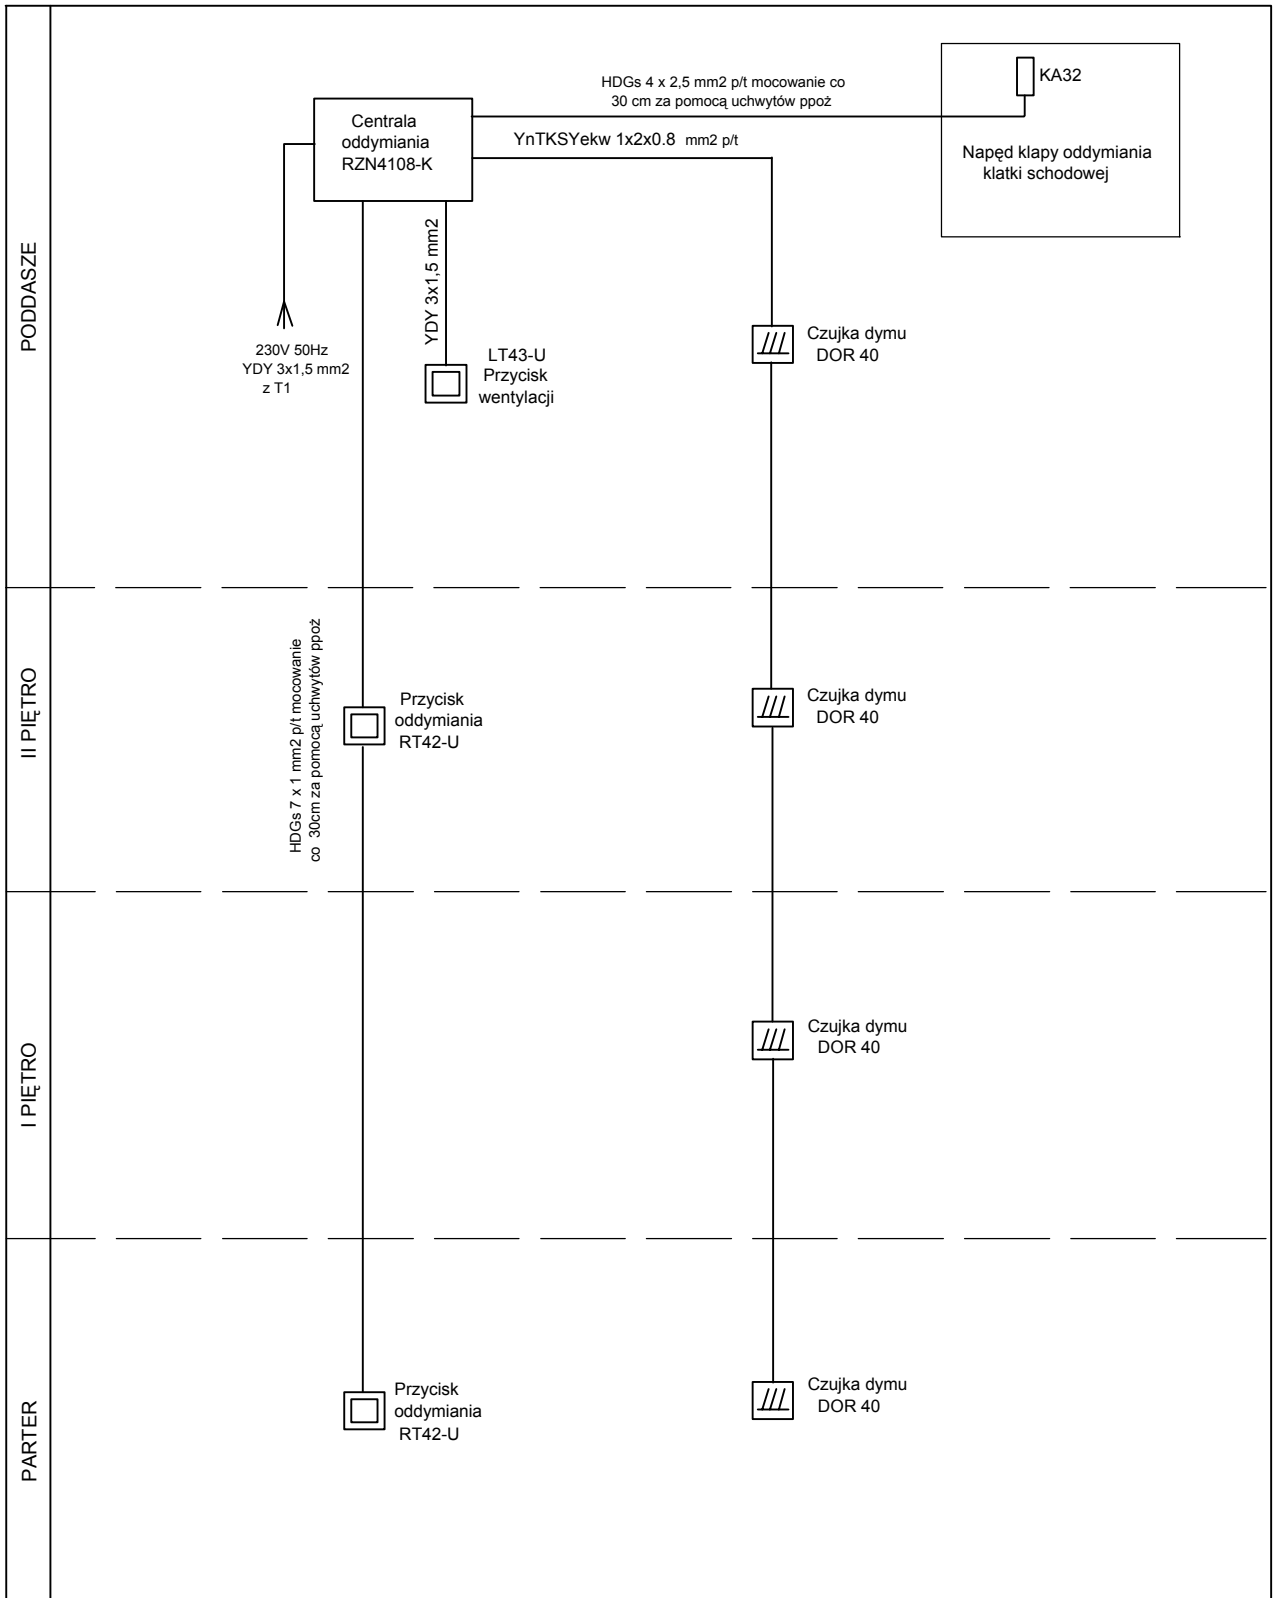 PODDASZE
HDGs 4 x 2,5 mm2 p/t mocowanie co
30 cm za pomocą uchwytów ppoż
KA32
Napęd klapy oddymiania
klatki schodowej
Centrala
oddymiania
RZN4108-K
YnTKSYekw 1x2x0.8 mm2 p/t
YDY 3x1,5 mm2
230V 50Hz
YDY 3x1,5 mm2
z T1
LT43-U
Przycisk
wentylacji
Czujka dymu
DOR 40
II PIĘTRO
HDGs 7 x 1 mm2 p/t mocowanie
co 30cm za pomocą uchwytów ppoż
Przycisk
oddymiania
RT42-U
Czujka dymu
DOR 40
I PIĘTRO
Czujka dymu
DOR 40
PARTER
Przycisk
oddymiania
RT42-U
Czujka dymu
DOR 40